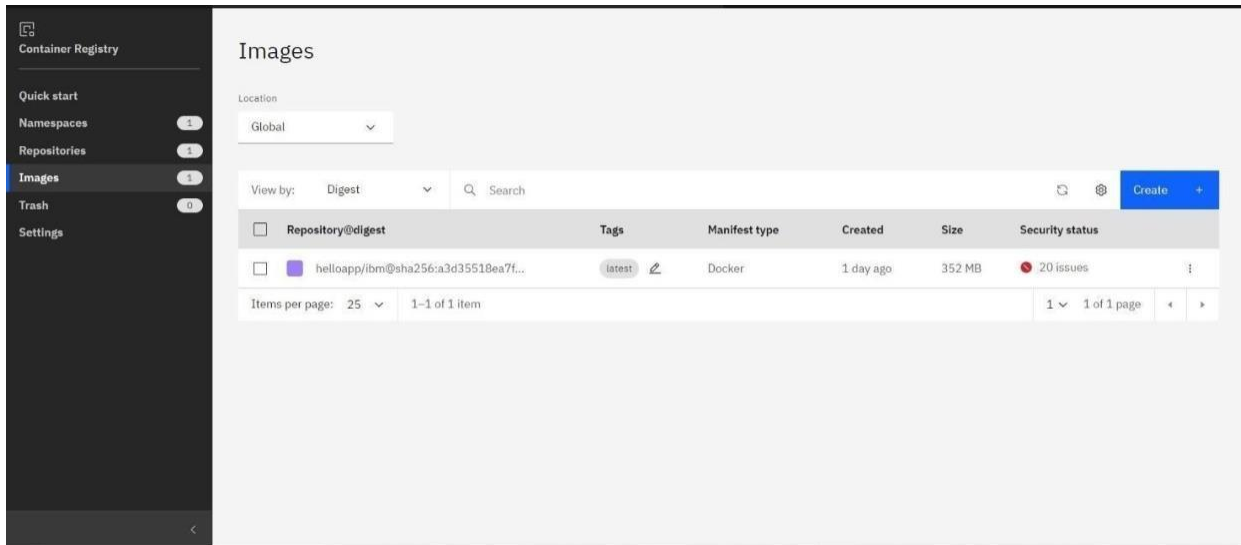 Container Registry
Quick start
Namespaces 1
Repositories 1
Images 1
Trash 0
Settings
Images
Location
Global
View by: Digest Search Create +
Repository@digest Tags Manifest type Created Size Security status
helloapp/ibm@sha256:a3d35518ea7f... latest Docker 1 day ago 352 MB 20 issues
Items per page: 25 1–1 of 1 item 1 1 of 1 page